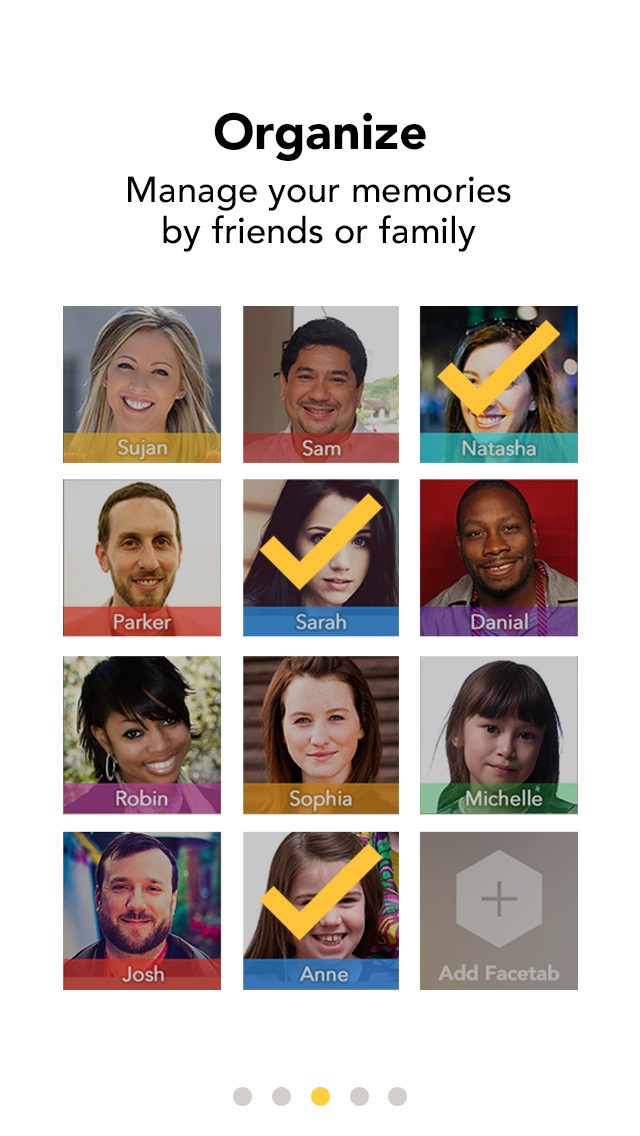 Organize
Manage your memories
by friends or family
Sujan
Sam
Natasha
Parker
Sarah
Danial
Robin
Sophia
Michelle
Josh
Anne
Add Facetab